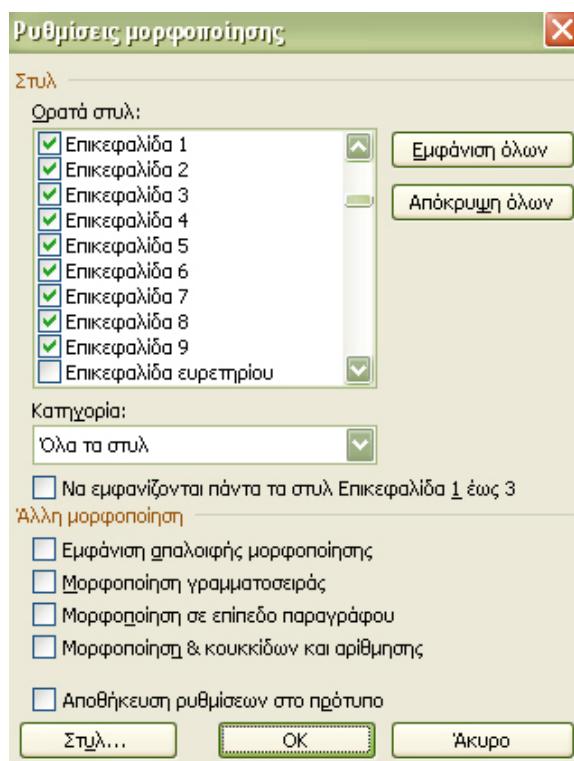 Ρυθμίσεις μορφοποίησης
Στυλ
Ορατά στυλ:
Επικεφαλίδα 1
Επικεφαλίδα 2
Επικεφαλίδα 3
Επικεφαλίδα 4
Επικεφαλίδα 5
Επικεφαλίδα 6
Επικεφαλίδα 7
Επικεφαλίδα 8
Επικεφαλίδα 9
Επικεφαλίδα ευρετηρίου
Εμφάνιση όλων
Απόκρυψη όλων
Κατηγορία:
Όλα τα στυλ
Να εμφανίζονται πάντα τα στυλ Επικεφαλίδα 1 έως 3
Άλλη μορφοποίηση
Εμφάνιση απαλοιφής μορφοποίησης
Μορφοποίηση γραμματοσειράς
Μορφοποίηση σε επίπεδο παραγράφου
Μορφοποίηση & κουκκίδων και αρίθμησης
Αποθήκευση ρυθμίσεων στο πρότυπο
Στυλ... OK Άκυρο